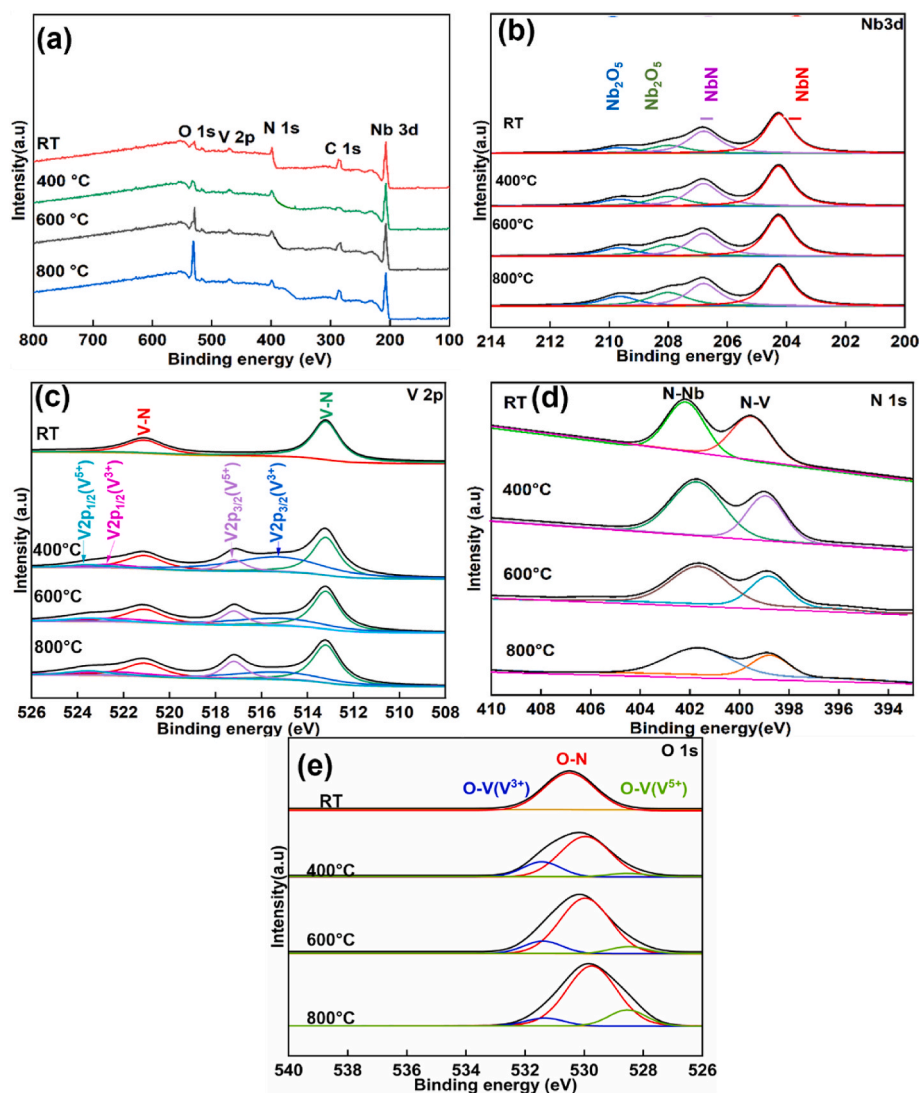 (a)
RT
O 1s
V 2p
N 1s
C 1s
Nb 3d
400 °C
600 °C
800 °C
Intensity(a.u)
800 700 600 500 400 300 200 100
Binding energy (eV)
(b)
Nb3d
Nb₂O₅
Nb₂O₅
NbN
NbN
RT
400°C
600°C
800°C
Intensity(a.u)
214 212 210 208 206 204 202 200
Binding energy (eV)
(c)
V 2p
RT
V-N
V-N
V2p1/2(V5+)
V2p1/2(V3+)
V2p3/2(V5+)
V2p3/2(V3+)
400°C
600°C
800°C
Intensity (a.u)
526 524 522 520 518 516 514 512 510 508
Binding energy (eV)
(d)
RT
N-Nb
N-V
N 1s
400°C
600°C
800°C
Intensity (a.u)
410 408 406 404 402 400 398 396 394
Binding energy (eV)
(e)
O 1s
O-N
O-V(V3+)
O-V(V5+)
RT
400°C
600°C
800°C
Intensity(a.u)
540 538 536 534 532 530 528 526
Binding energy (eV)